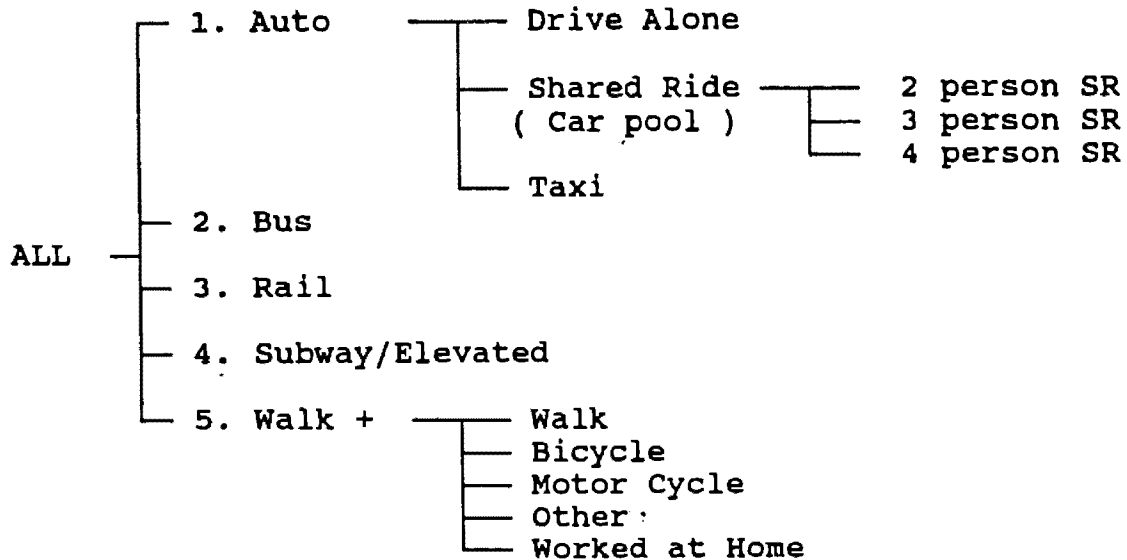 1. Auto
Drive Alone
Shared Ride
( Car pool )
2 person SR
3 person SR
4 person SR
Taxi
2. Bus
ALL
3. Rail
4. Subway/Elevated
5. Walk +
Walk
Bicycle
Motor Cycle
Other
Worked at Home